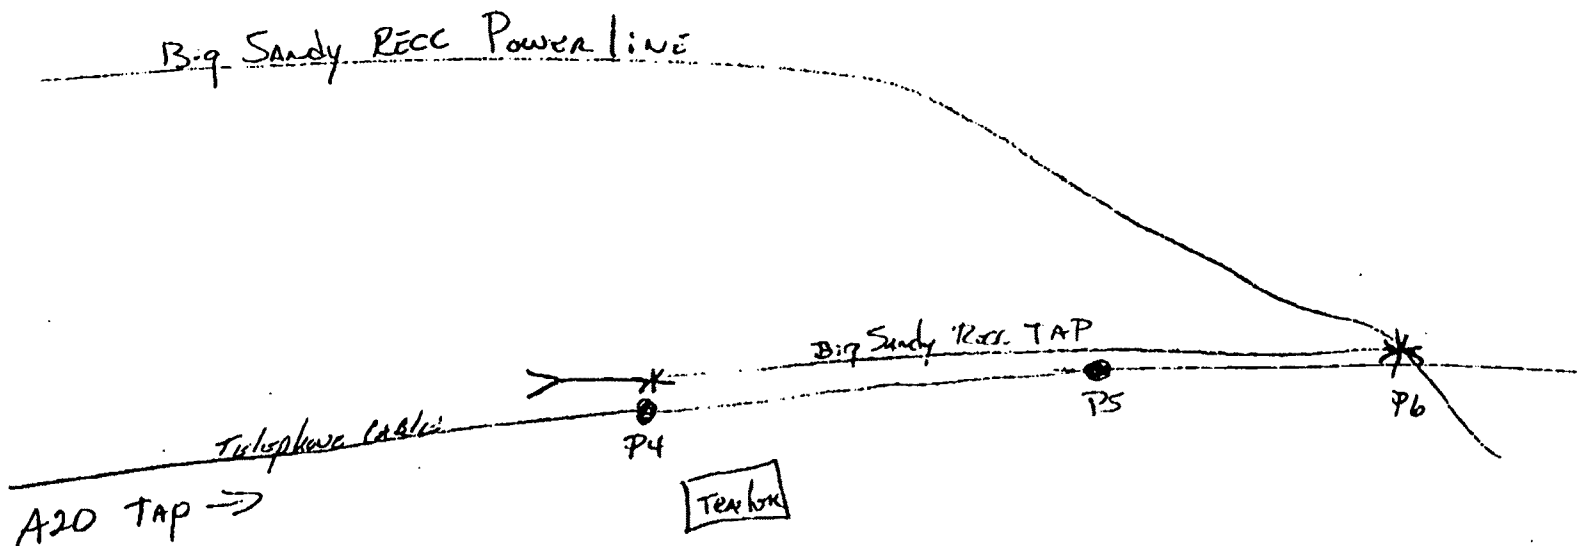 Big Sandy RECC Power Line
Big Sandy Recc TAP
P5
P6
Telephone Cable
P4
A20 TAP